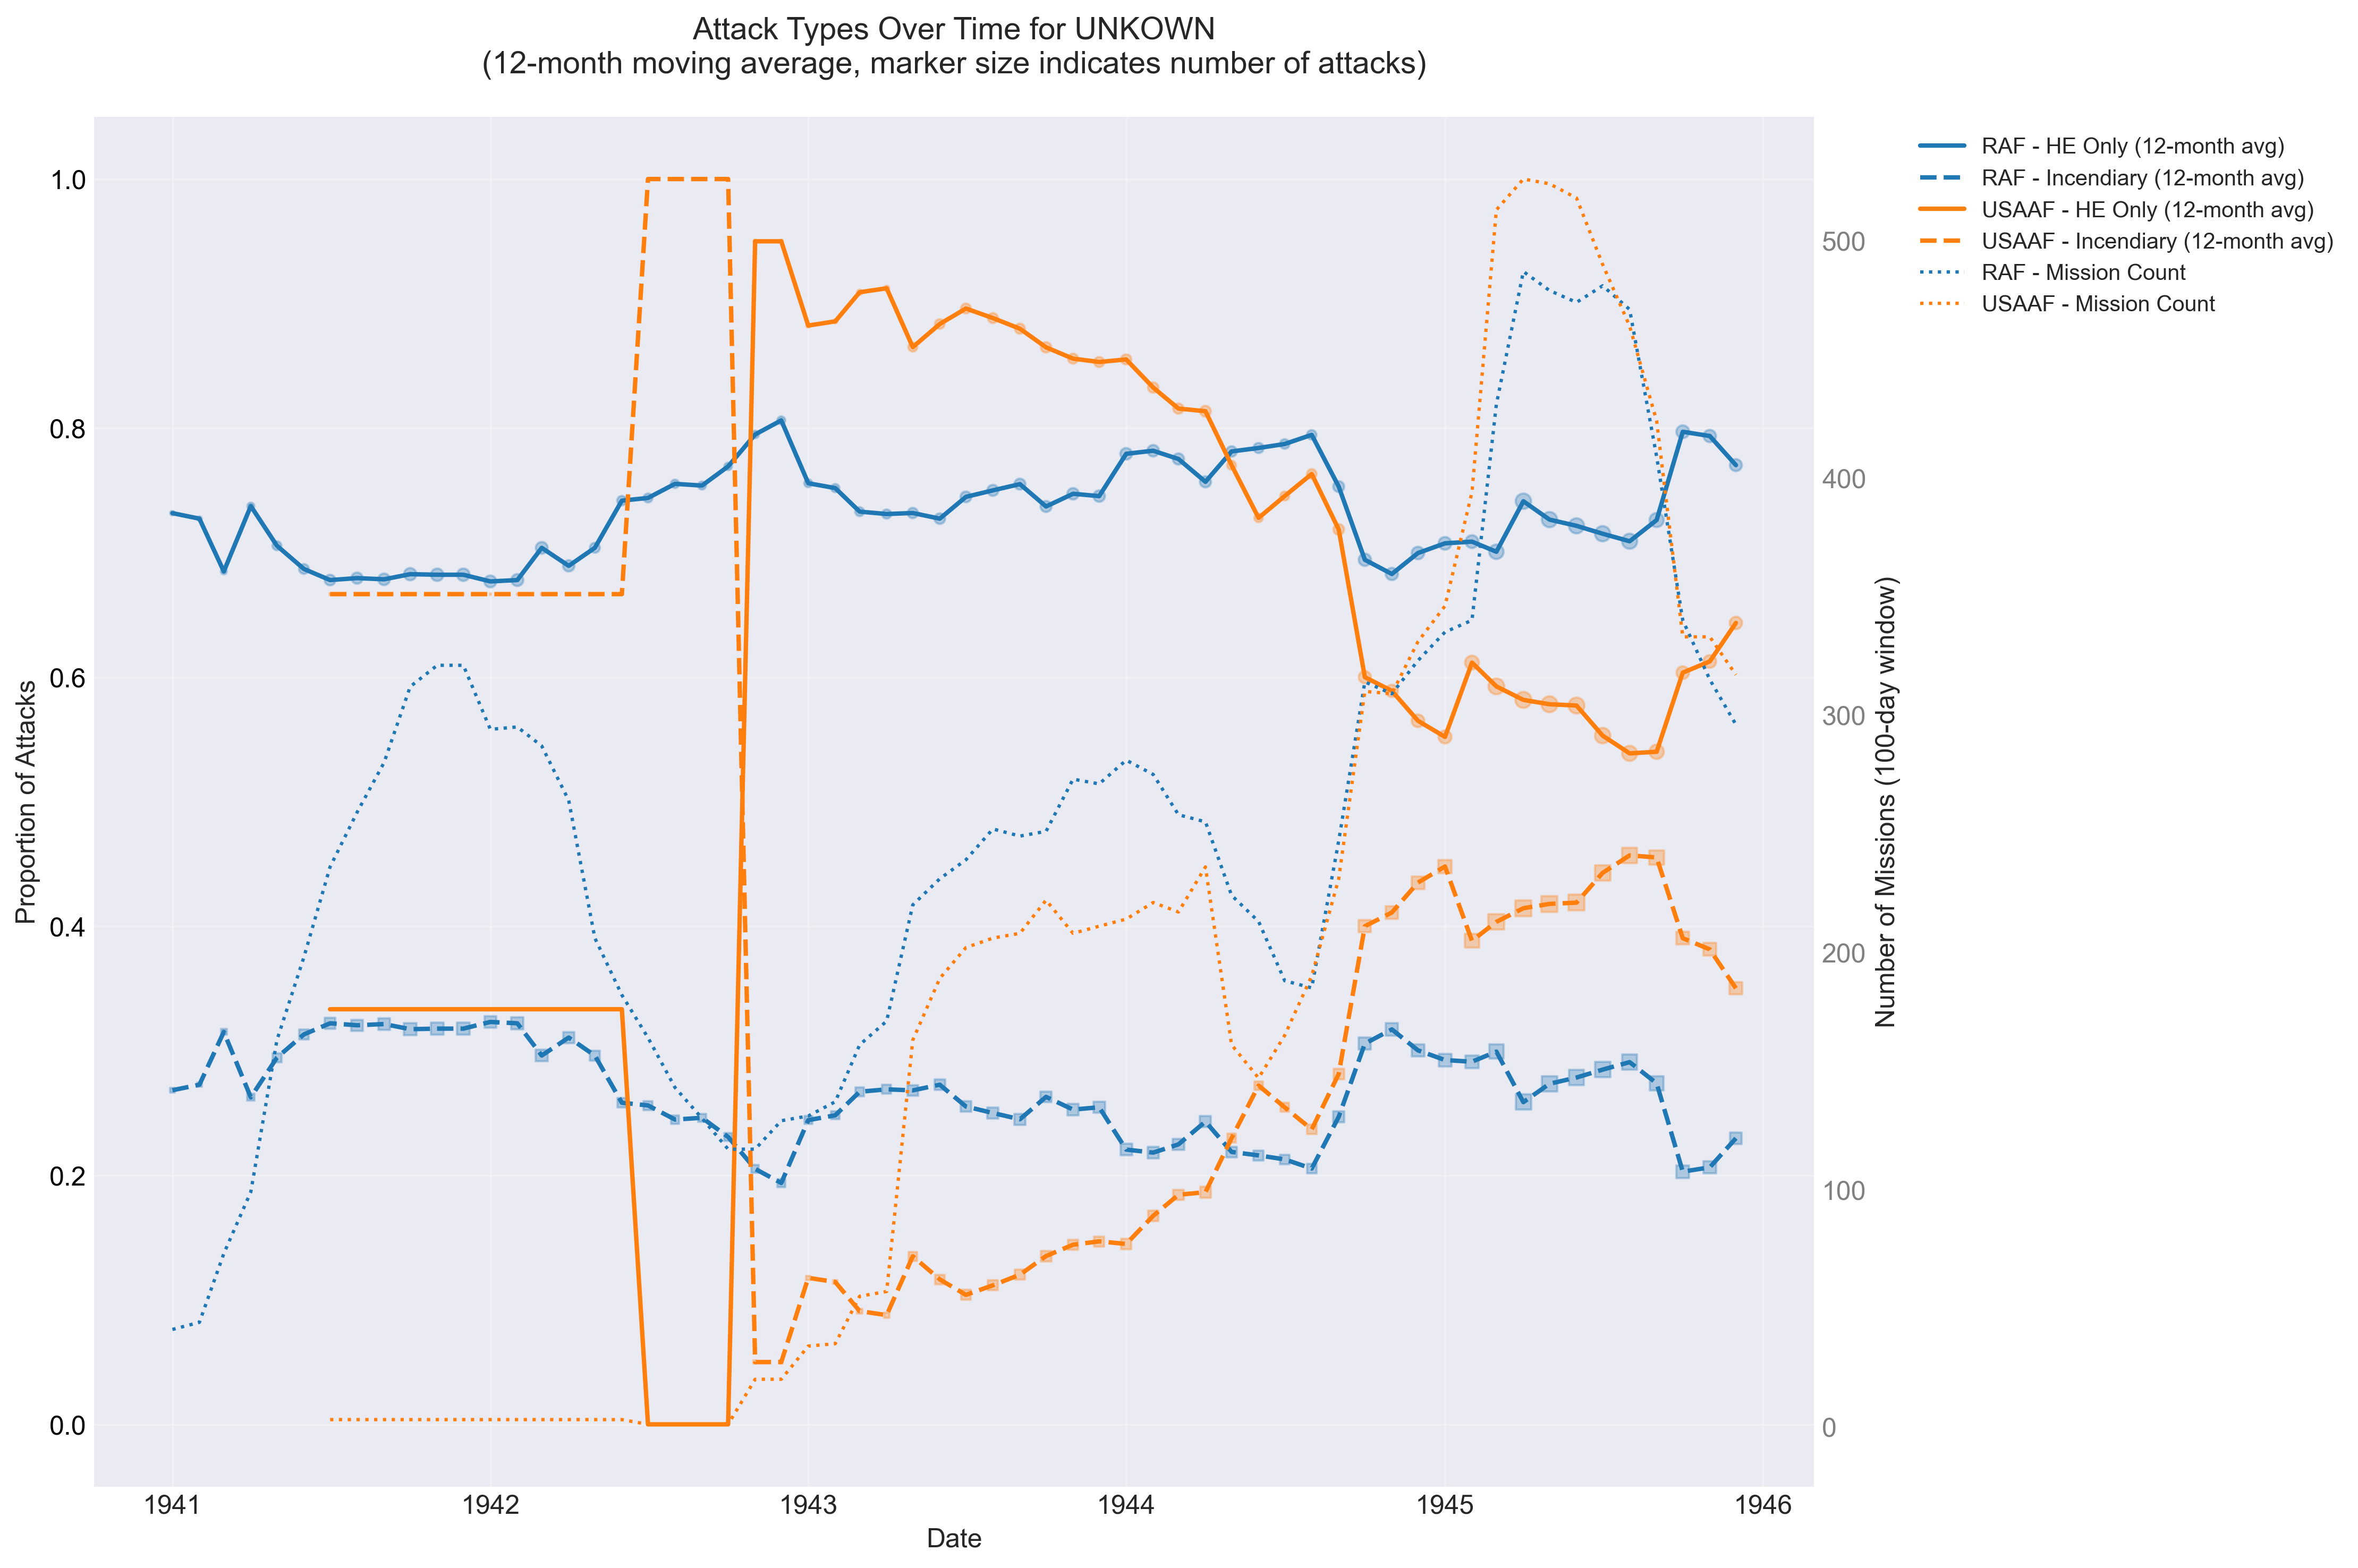 Attack Types Over Time for UNKOWN
(12-month moving average, marker size indicates number of attacks)
RAF - HE Only (12-month avg)
RAF - Incendiary (12-month avg)
USAAF - HE Only (12-month avg)
USAAF - Incendiary (12-month avg)
RAF - Mission Count
USAAF - Mission Count
Proportion of Attacks
1.0
0.8
0.6
0.4
0.2
0.0
500
400
300
200
100
0
Number of Missions (100-day window)
1941
1942
1943
1944
1945
1946
Date